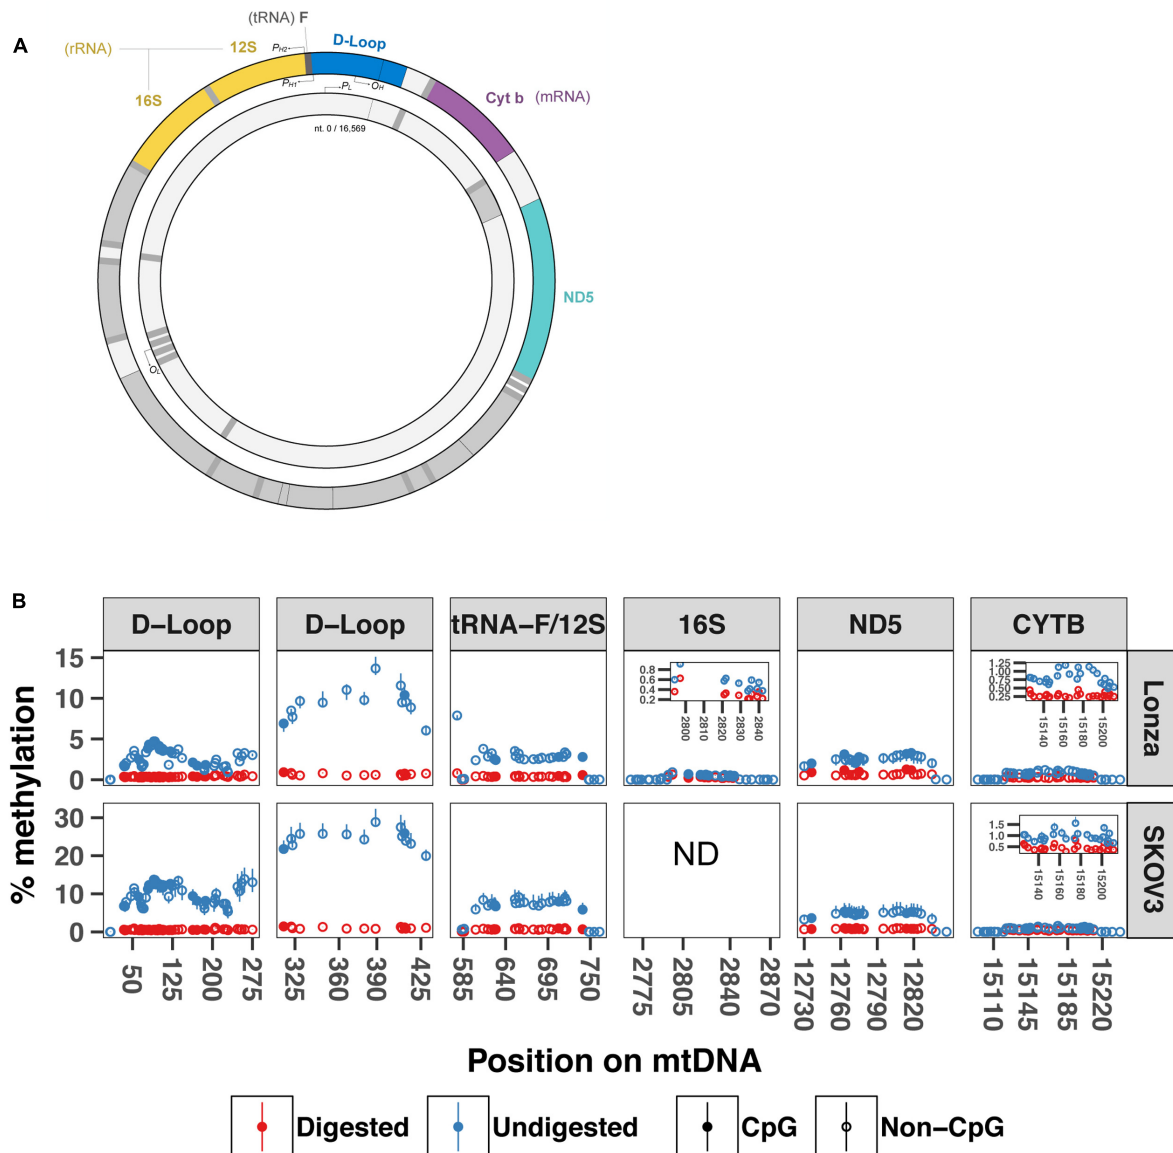 A
(tRNA) F
D-Loop
(rRNA)
12S
PH2
16S
PH1
PL
OH
Cyt b (mRNA)
nt. 0 / 16,569
ND5
OL
B
D-Loop
D-Loop
tRNA-F/12S
16S
ND5
CYTB
Lonza
SKOV3
% methylation
15
10
5
0
30
20
10
0
0.8
0.6
0.4
0.2
2800
2810
2820
2830
2840
1.25
1.00
0.75
0.50
0.25
15140
15160
15180
15200
ND
1.5
1.0
0.5
15140
15160
15180
15200
50
125
200
275
325
360
390
425
585
640
695
750
2775
2805
2840
2870
12730
12760
12790
12820
15110
15145
15185
15220
Position on mtDNA
Digested
Undigested
CpG
Non-CpG